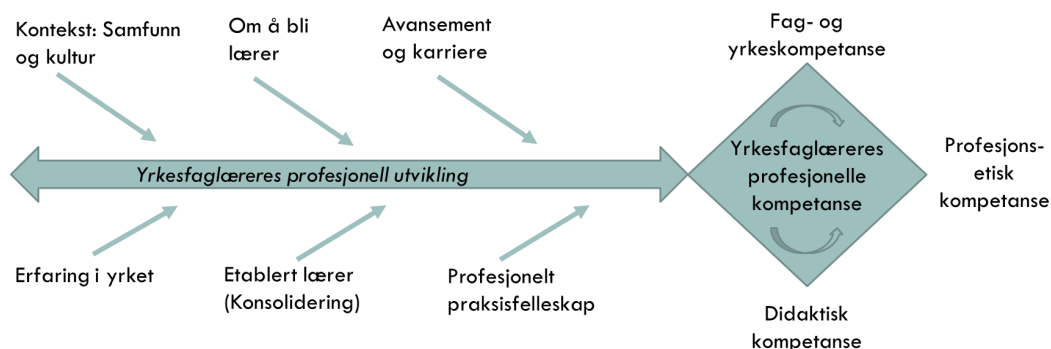 Kontekst: Samfunn
og kultur
Om å bli
lærer
Avansement
og karriere
Yrkesfaglæreres profesjonell utvikling
Erfaring i yrket
Etablert lærer
(Konsolidering)
Profesjonelt
praksisfelleskap
Fag- og
yrkeskompetanse
Yrkesfaglæreres
profesjonelle
kompetanse
Profesjons-
etisk
kompetanse
Didaktisk
kompetanse